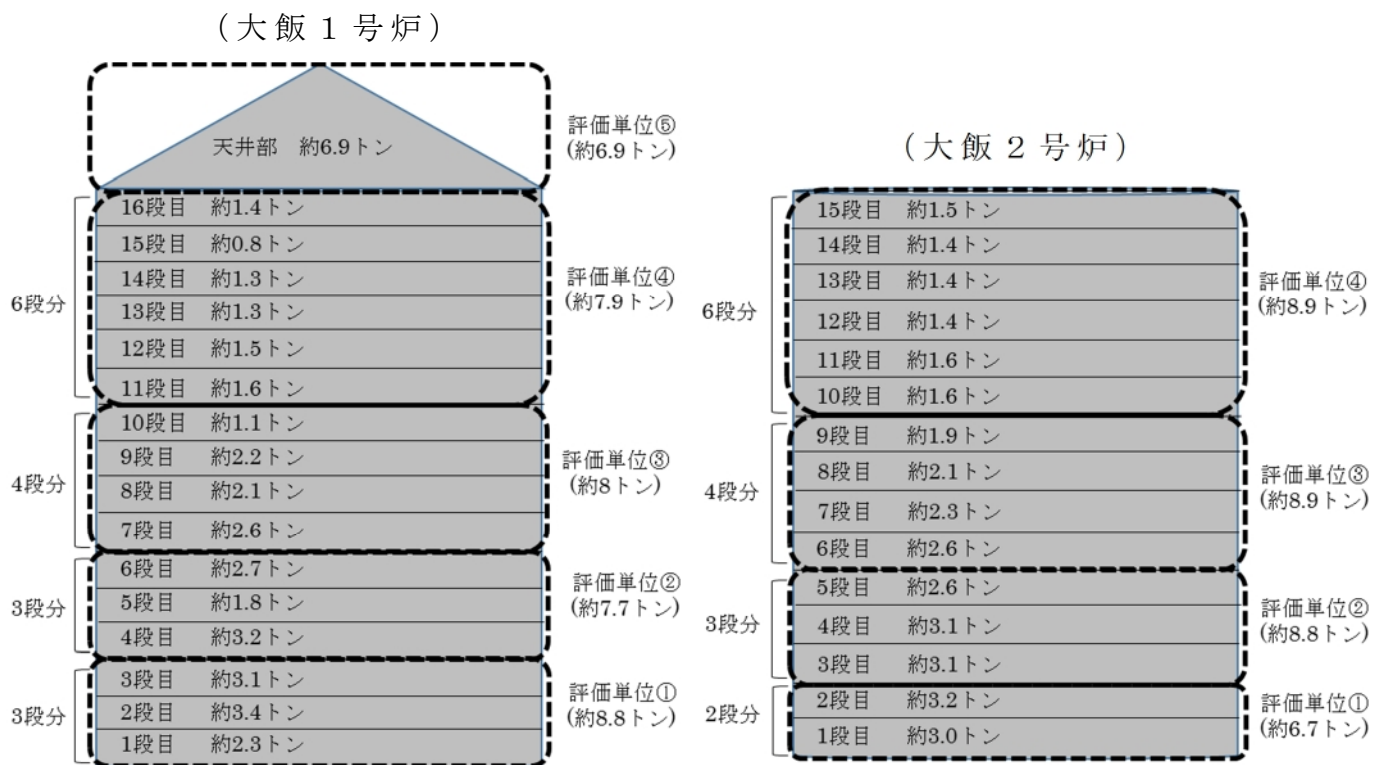 (大飯1号炉)
天井部 約6.9トン
評価単位⑤
(約6.9トン)
16段目 約1.4トン
15段目 約0.8トン
14段目 約1.3トン
13段目 約1.3トン
12段目 約1.5トン
11段目 約1.6トン
6段分
評価単位④
(約7.9トン)
10段目 約1.1トン
9段目 約2.2トン
8段目 約2.1トン
7段目 約2.6トン
4段分
評価単位③
(約8トン)
6段目 約2.7トン
5段目 約1.8トン
4段目 約3.2トン
3段分
評価単位②
(約7.7トン)
3段目 約3.1トン
2段目 約3.4トン
1段目 約2.3トン
3段分
評価単位①
(約8.8トン)
(大飯2号炉)
15段目 約1.5トン
14段目 約1.4トン
13段目 約1.4トン
12段目 約1.4トン
11段目 約1.6トン
10段目 約1.6トン
6段分
評価単位④
(約8.9トン)
9段目 約1.9トン
8段目 約2.1トン
7段目 約2.3トン
6段目 約2.6トン
4段分
評価単位③
(約8.9トン)
5段目 約2.6トン
4段目 約3.1トン
3段目 約3.1トン
3段分
評価単位②
(約8.8トン)
2段目 約3.2トン
1段目 約3.0トン
2段分
評価単位①
(約6.7トン)